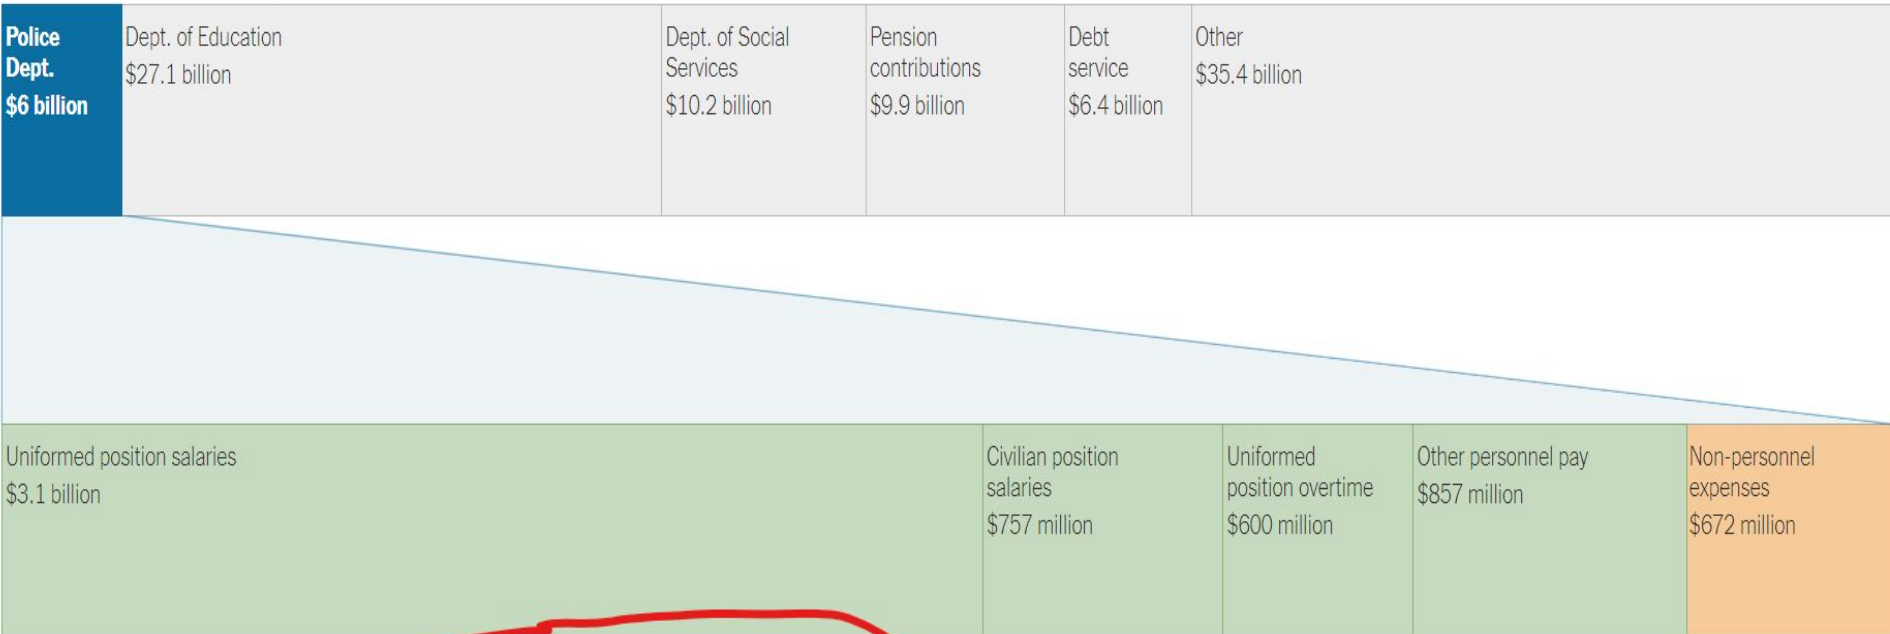 Police
Dept.
$6 billion
Dept. of Education
$27.1 billion
Dept. of Social
Services
$10.2 billion
Pension
contributions
$9.9 billion
Debt
service
$6.4 billion
Other
$35.4 billion
Uniformed position salaries
$3.1 billion
Civilian position
salaries
$757 million
Uniformed
position overtime
$600 million
Other personnel pay
$857 million
Non-personnel
expenses
$672 million